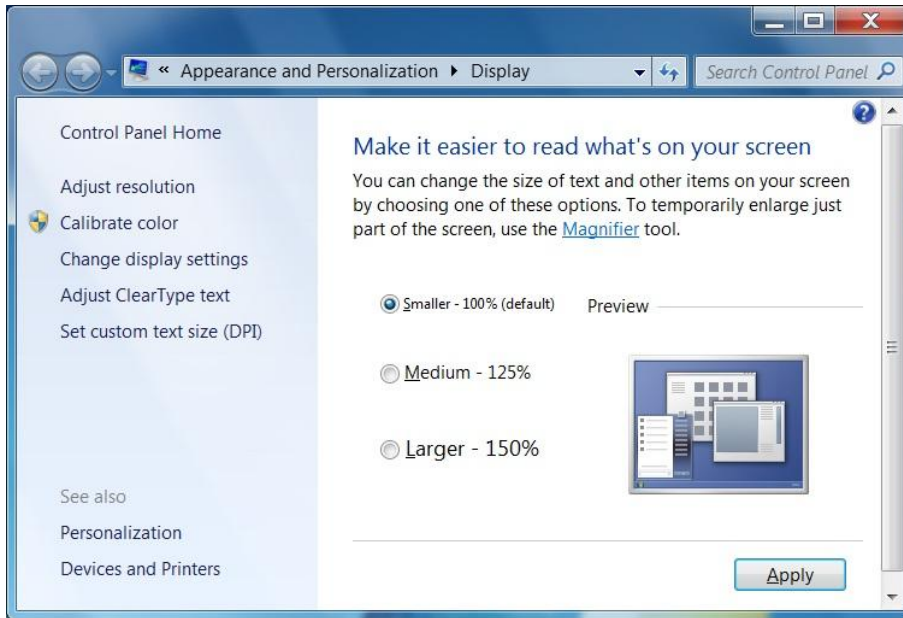 « Appearance and Personalization ▸ Display
Search Control Panel
Control Panel Home
Adjust resolution
Calibrate color
Change display settings
Adjust ClearType text
Set custom text size (DPI)
See also
Personalization
Devices and Printers
Make it easier to read what's on your screen
You can change the size of text and other items on your screen
by choosing one of these options. To temporarily enlarge just
part of the screen, use the Magnifier tool.
Smaller - 100% (default)
Preview
Medium - 125%
Larger - 150%
Apply